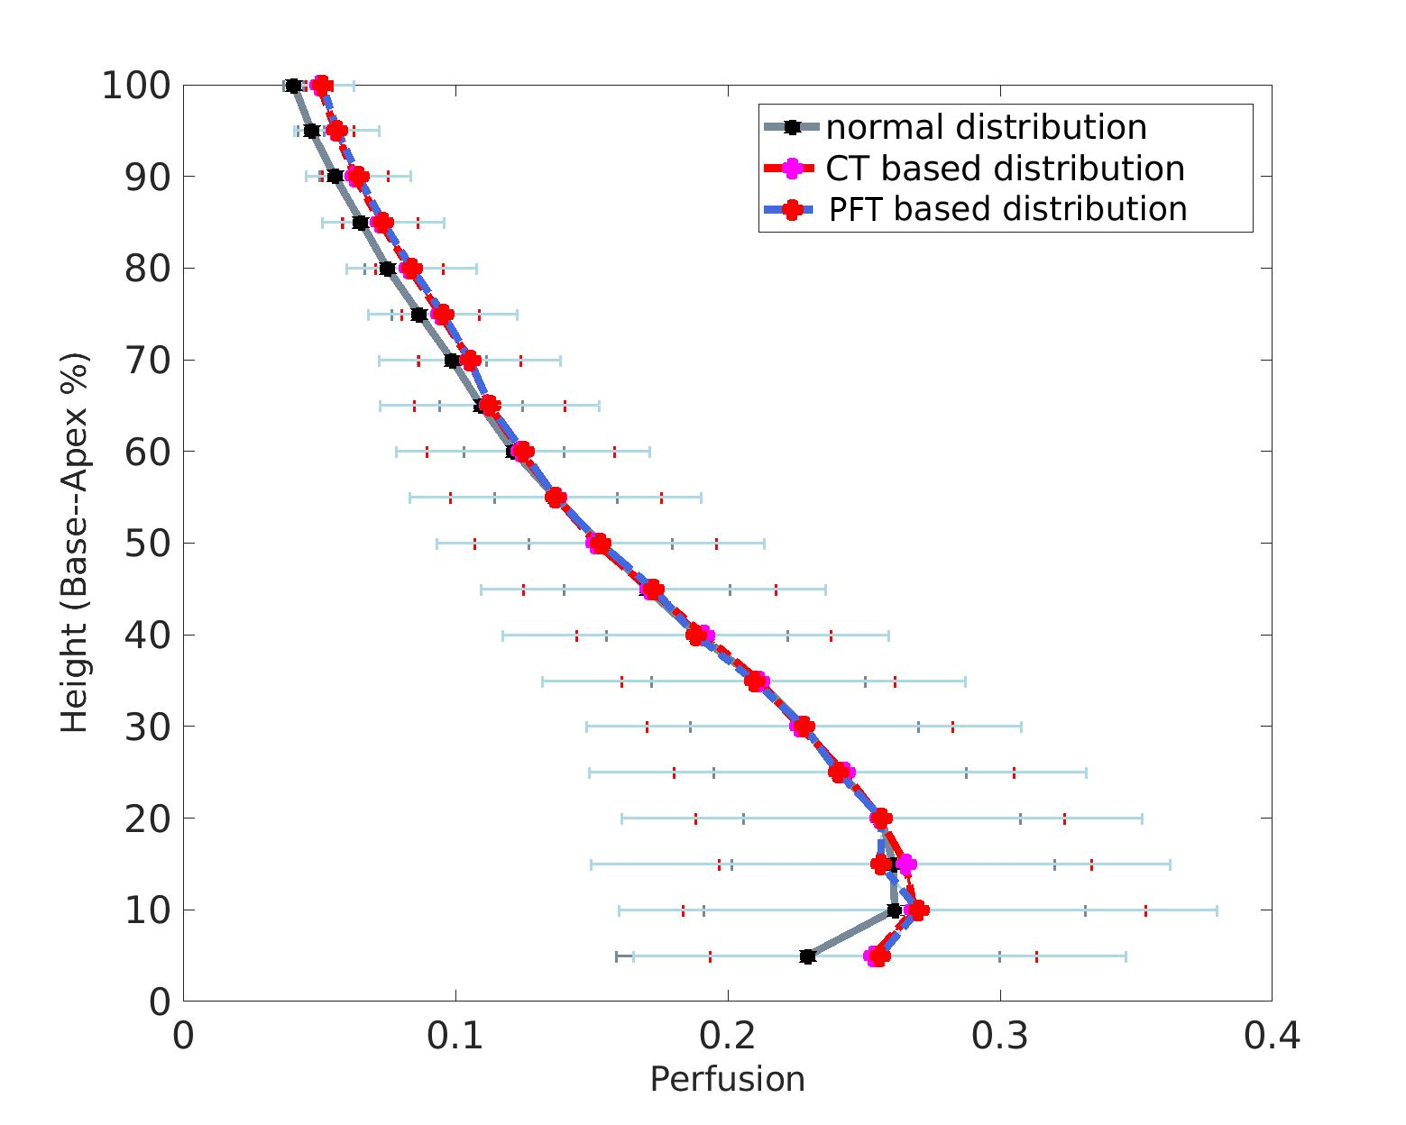 100
90
80
70
60
50
40
30
20
10
0
Height (Base--Apex %)
normal distribution
CT based distribution
PFT based distribution
0 0.1 0.2 0.3 0.4
Perfusion